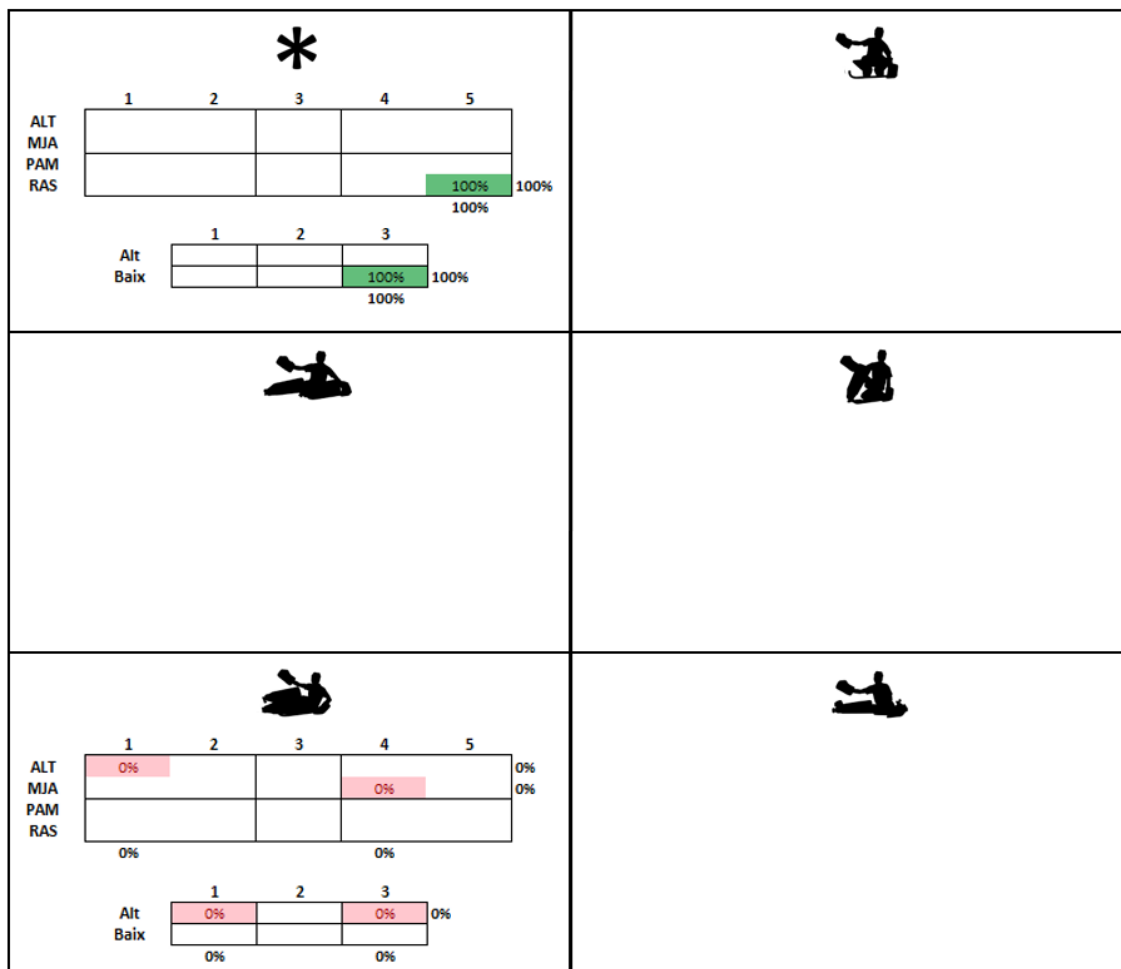 *
1 2 3 4 5
ALT
MJA
PAM
RAS 100% 100%
100%
1 2 3
Alt
Baix 100% 100%
100%
1 2 3 4 5
ALT 0% 0%
MJA 0% 0%
PAM
RAS
0% 0%
1 2 3
Alt 0% 0% 0%
Baix
0% 0%